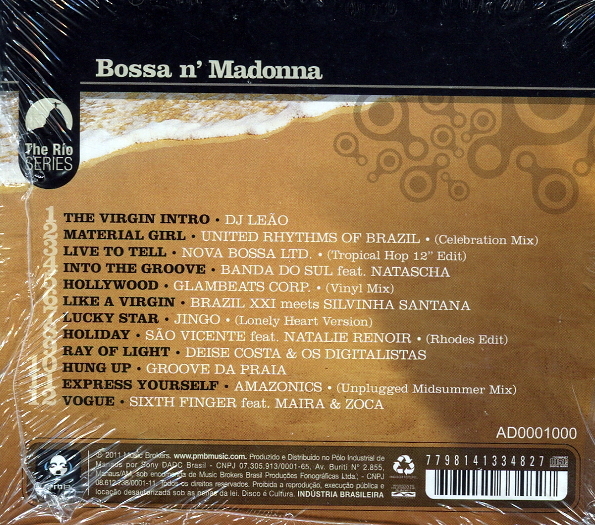 Bossa n' Madonna
The Rio
SERIES
1 THE VIRGIN INTRO • DJ LEÃO
2 MATERIAL GIRL • UNITED RHYTHMS OF BRAZIL • (Celebration Mix)
3 LIVE TO TELL • NOVA BOSSA LTD. • (Tropical Hop 12" Edit)
4 INTO THE GROOVE • BANDA DO SUL feat. NATASCHA
5 HOLLYWOOD • GLAMBEATS CORP. • (Vinyl Mix)
6 LIKE A VIRGIN • BRAZIL XXI meets SILVINHA SANTANA
7 LUCKY STAR • JINGO • (Lonely Heart Version)
8 HOLIDAY • SÃO VICENTE feat. NATALIE RENOIR • (Rhodes Edit)
9 RAY OF LIGHT • DEISE COSTA & OS DIGITALISTAS
10 HUNG UP • GROOVE DA PRAIA
11 EXPRESS YOURSELF • AMAZONICS • (Unplugged Midsummer Mix)
12 VOGUE • SIXTH FINGER feat. MAIRA & ZOCA
AD0001000
© 2011 Music Brokers. www.pmbmusic.com. Produzido e Distribuído no Pólo Industrial de
Manaus por Sony DADC Brasil - CNPJ 07.305.913/0001-65, Av. Buriti Nº 2.855,
Manaus/AM, sob encomenda de Music Brokers Brasil Produções Fonográficas Ltda.; CNPJ
Todos os direitos reservados. Proibida a reprodução, execução pública e
locação desautorizada sob as penas da lei. Disco é Cultura. INDÚSTRIA BRASILEIRA
7 798141 334827